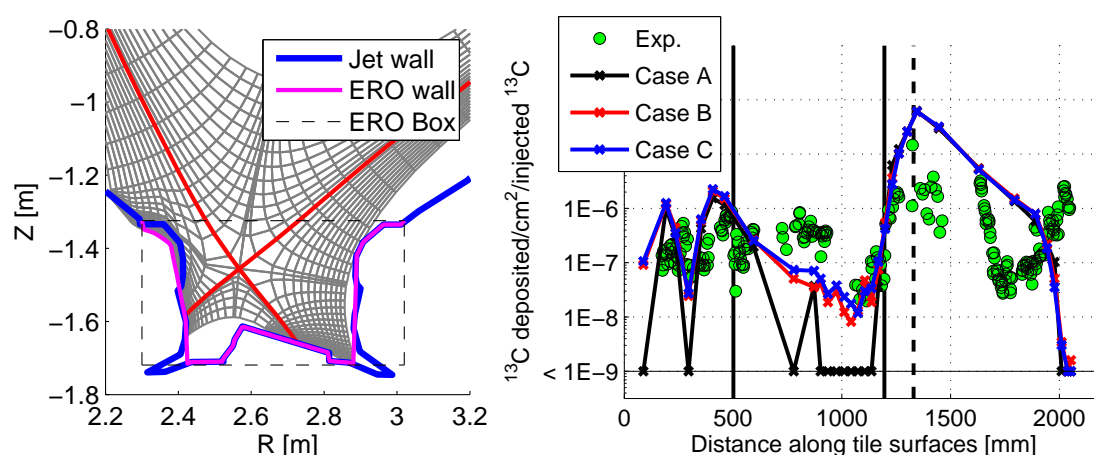 −0.8
−1
−1.2
−1.4
−1.6
−1.8
Z [m]
2.2
2.4
2.6
2.8
3
3.2
R [m]
Jet wall
ERO wall
ERO Box
Exp.
Case A
Case B
Case C
¹³C deposited/cm²/injected ¹³C
1E−6
1E−7
1E−8
< 1E−9
0
500
1000
1500
2000
Distance along tile surfaces [mm]